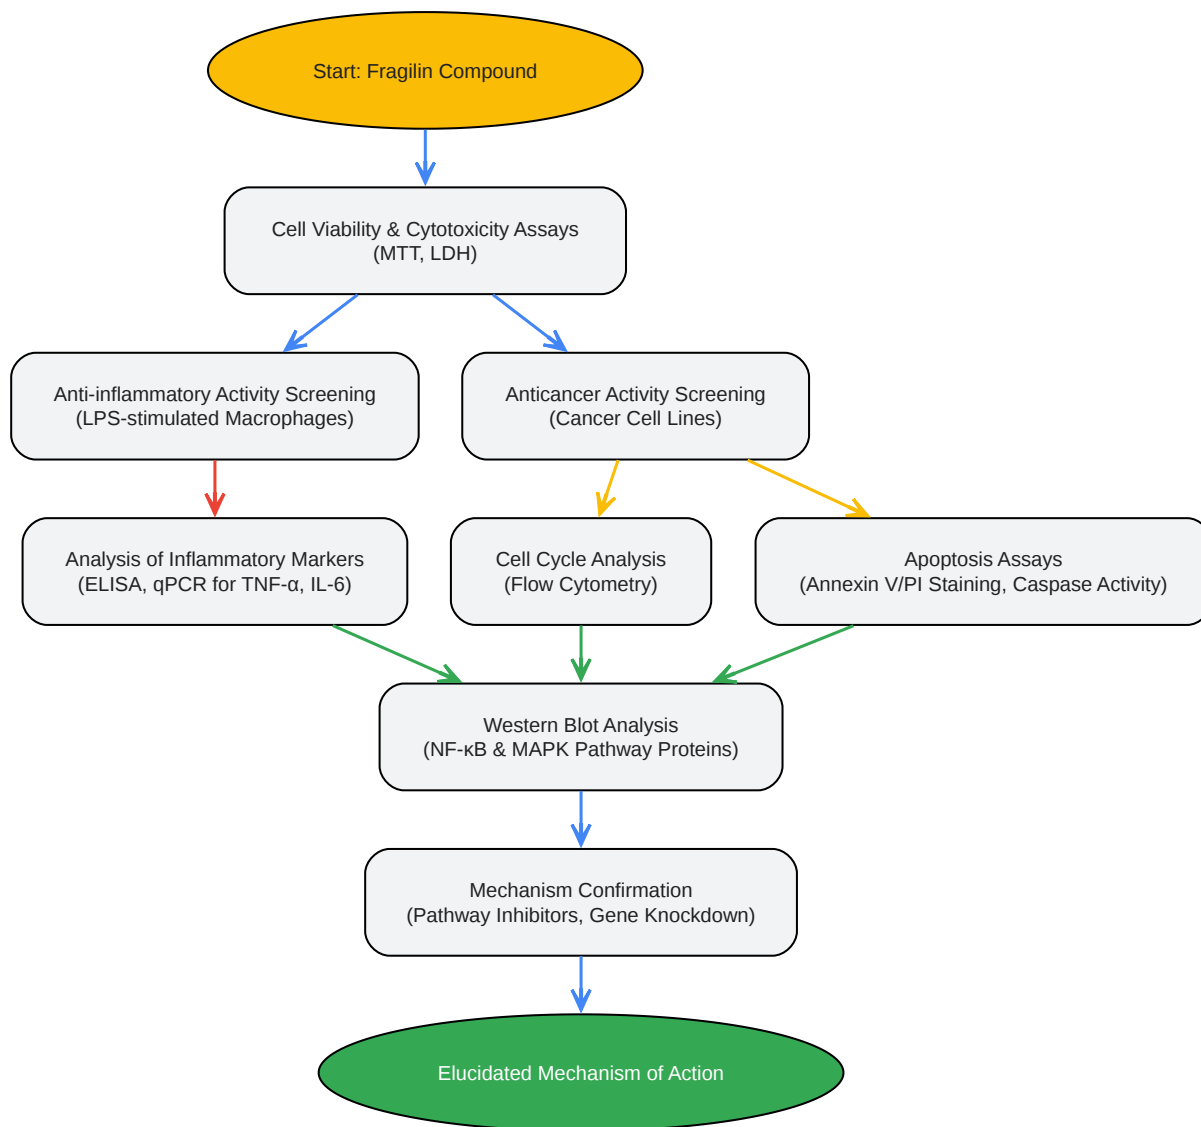 Start: Fragilin Compound
Cell Viability & Cytotoxicity Assays
(MTT, LDH)
Anti-inflammatory Activity Screening
(LPS-stimulated Macrophages)
Anticancer Activity Screening
(Cancer Cell Lines)
Analysis of Inflammatory Markers
(ELISA, qPCR for TNF-α, IL-6)
Cell Cycle Analysis
(Flow Cytometry)
Apoptosis Assays
(Annexin V/PI Staining, Caspase Activity)
Western Blot Analysis
(NF-κB & MAPK Pathway Proteins)
Mechanism Confirmation
(Pathway Inhibitors, Gene Knockdown)
Elucidated Mechanism of Action